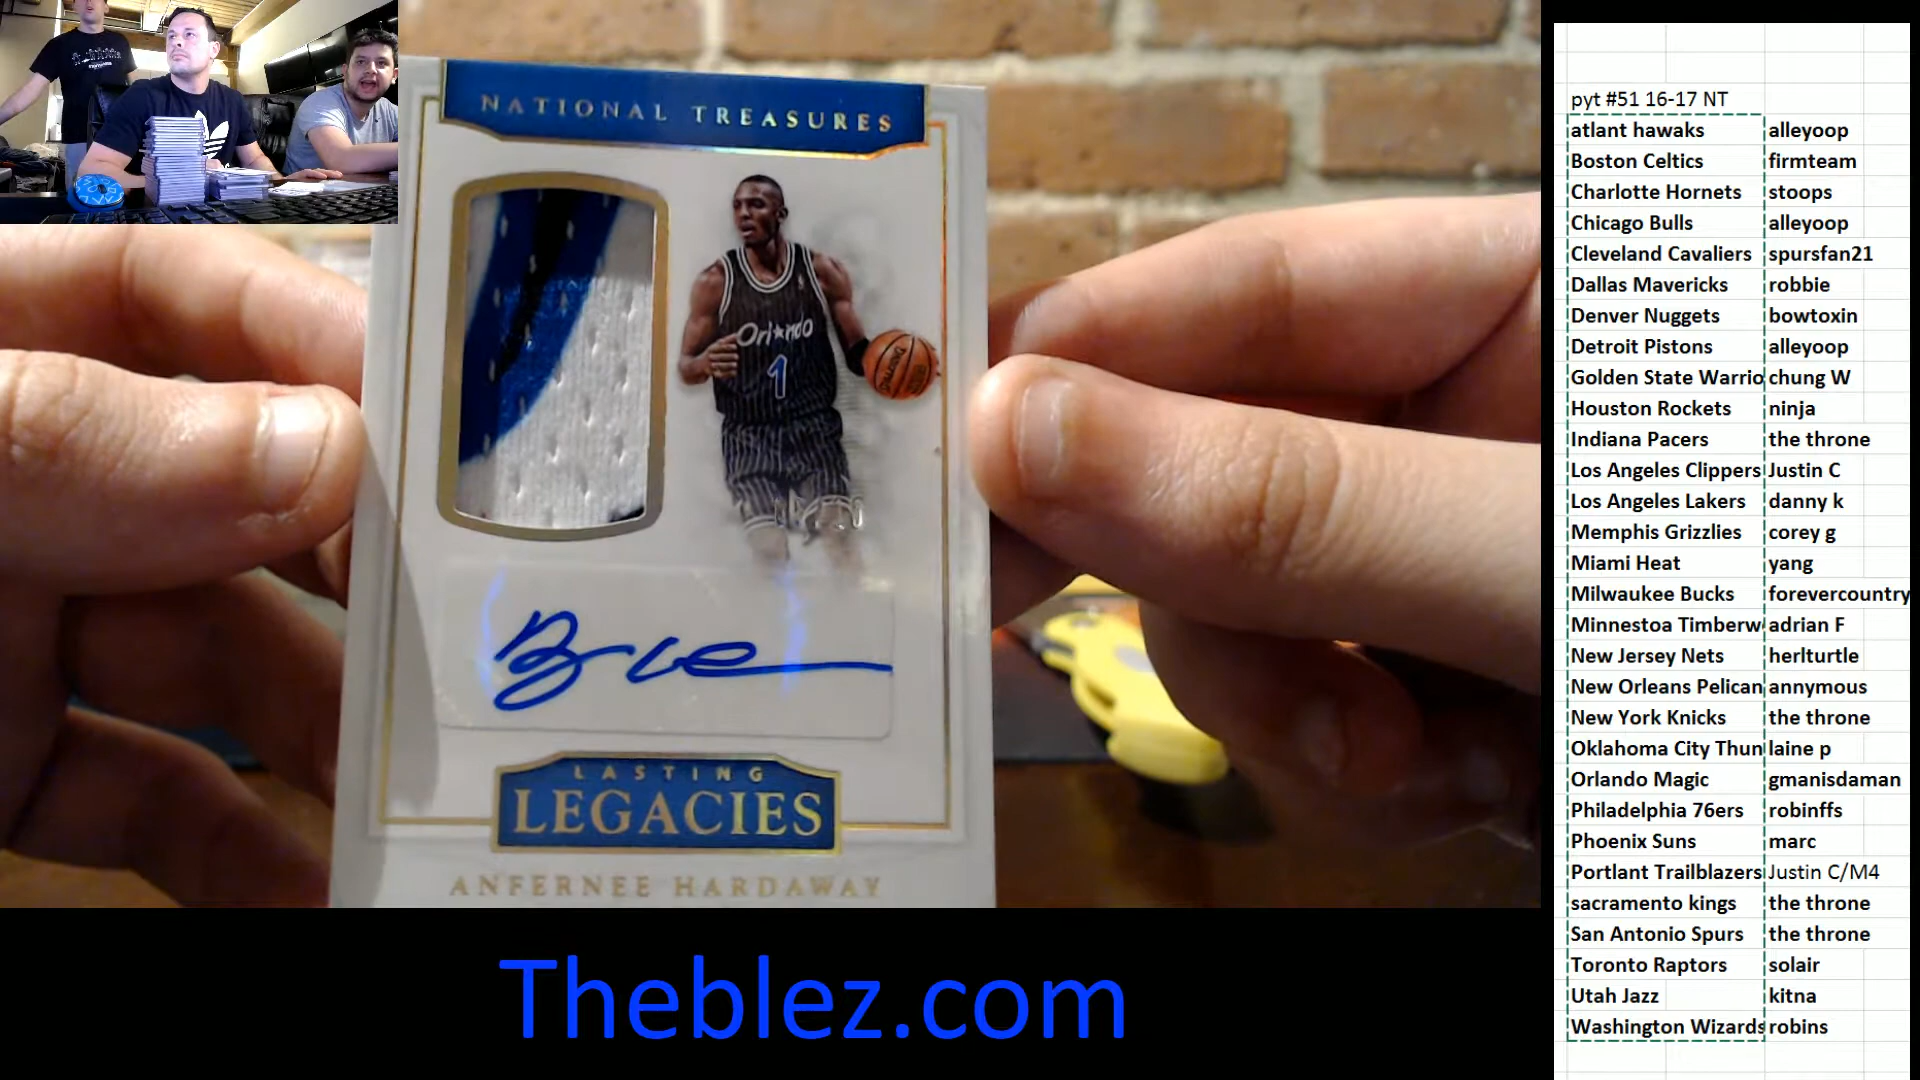 NATIONAL TREASURES
Orlando
1
SPALDING
LASTING
LEGACIES
ANFERNEE HARDAWAY
Theblez.com
pyt #51 16-17 NT
atlant hawaks alleyoop
Boston Celtics firmteam
Charlotte Hornets stoops
Chicago Bulls alleyoop
Cleveland Cavaliers spursfan21
Dallas Mavericks robbie
Denver Nuggets bowtoxin
Detroit Pistons alleyoop
Golden State Warrio chung W
Houston Rockets ninja
Indiana Pacers the throne
Los Angeles Clippers Justin C
Los Angeles Lakers danny k
Memphis Grizzlies corey g
Miami Heat yang
Milwaukee Bucks forevercountry
Minnestoa Timberw adrian F
New Jersey Nets herlturtle
New Orleans Pelican annymous
New York Knicks the throne
Oklahoma City Thun laine p
Orlando Magic gmanisdaman
Philadelphia 76ers robinffs
Phoenix Suns marc
Portlant Trailblazers Justin C/M4
sacramento kings the throne
San Antonio Spurs the throne
Toronto Raptors solair
Utah Jazz kitna
Washington Wizards robins